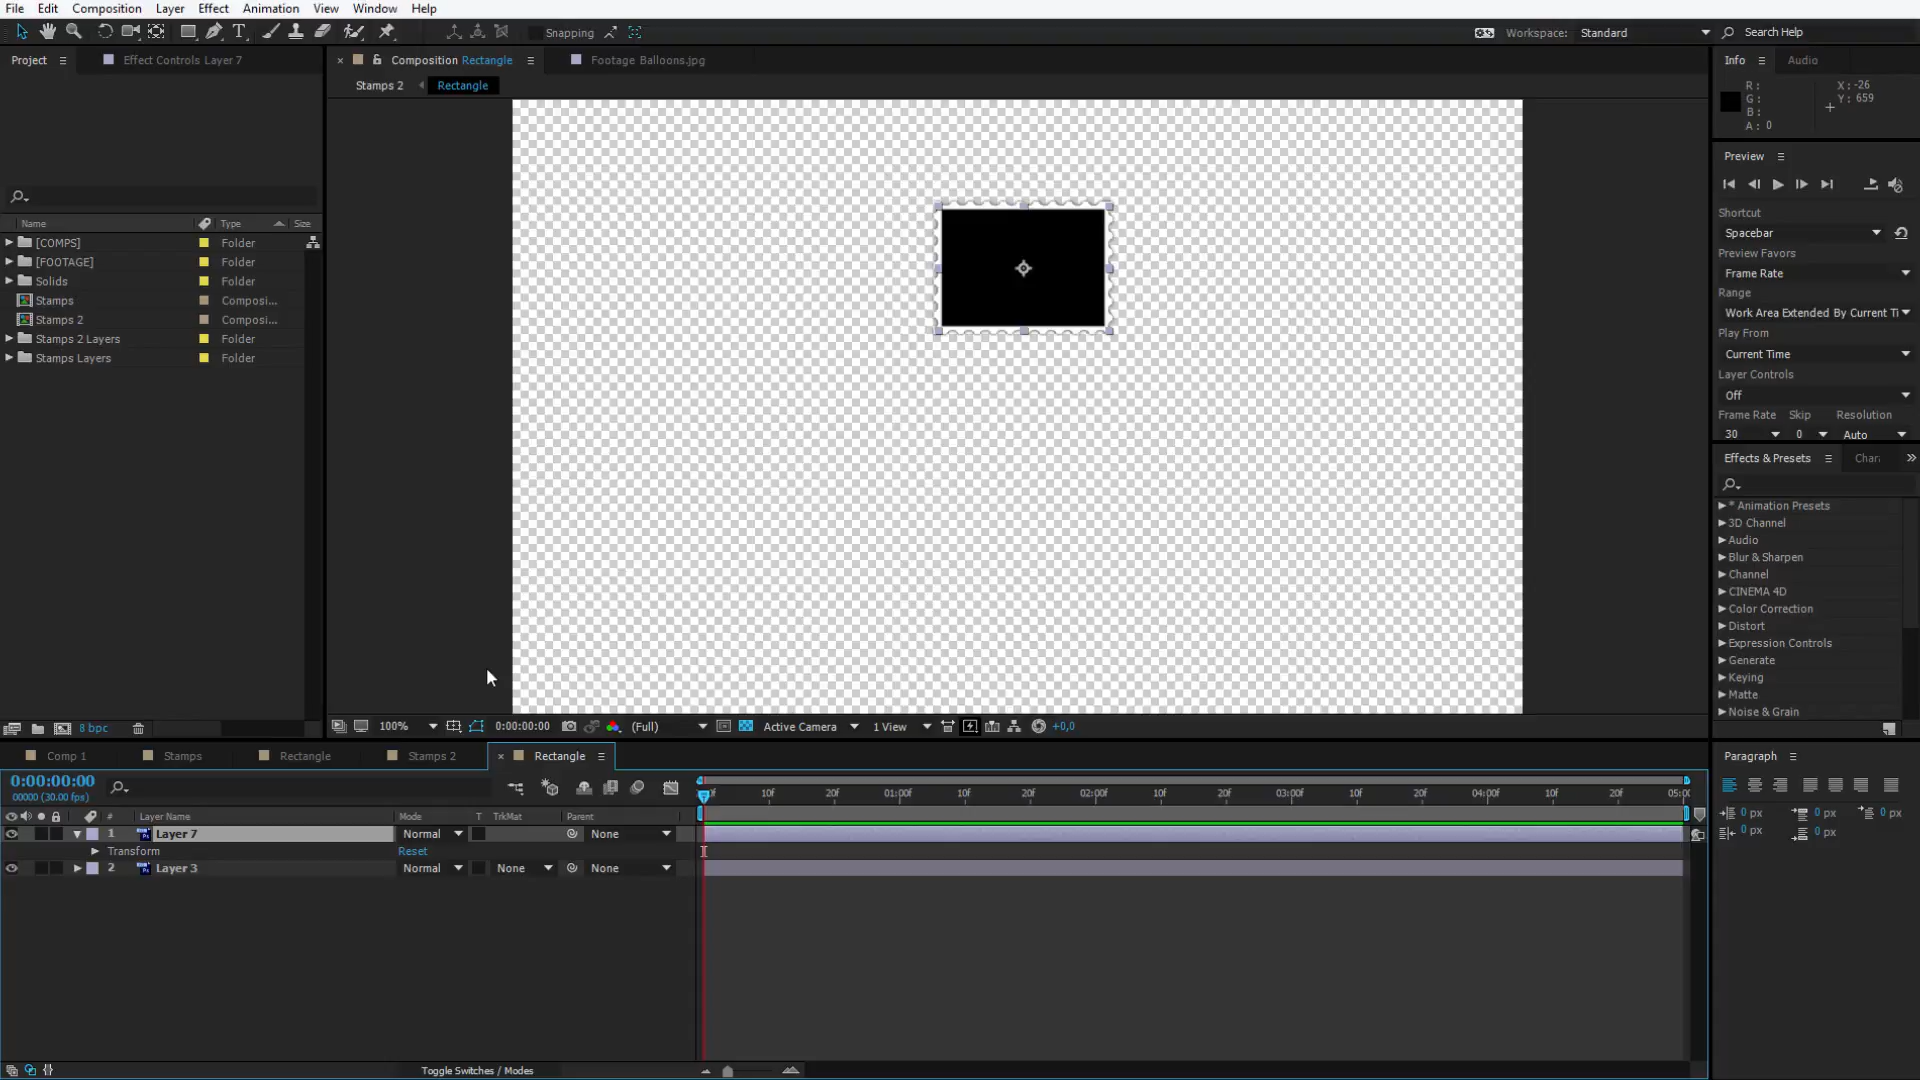 File Edit Composition Layer Effect Animation View Window Help
Snapping
Workspace: Standard
Search Help
Project
Effect Controls Layer 7
Composition Rectangle
Footage Balloons.jpg
Stamps 2
Rectangle
Info
Audio
R:
G:
B:
A: 0
X: -26
Y: 659
Preview
Shortcut
Spacebar
Preview Favors
Frame Rate
Range
Work Area Extended By Current Ti
Play From
Current Time
Layer Controls
Off
Frame Rate Skip Resolution
30 0 Auto
Name Type Size
[COMPS] Folder
[FOOTAGE] Folder
Solids Folder
Stamps Composi...
Stamps 2 Composi...
Stamps 2 Layers Folder
Stamps Layers Folder
Effects & Presets
Chara
* Animation Presets
3D Channel
Audio
Blur & Sharpen
Channel
CINEMA 4D
Color Correction
Distort
Expression Controls
Generate
Keying
Matte
Noise & Grain
8 bpc
100%
0:00:00:00
(Full)
Active Camera
1 View
+0,0
Comp 1
Stamps
Rectangle
Stamps 2
Rectangle
0:00:00:00
00000 (30.00 fps)
10f 20f 01:00f 10f 20f 02:00f 10f 20f 03:00f 10f 20f 04:00f 10f 20f 05:00
# Layer Name Mode T TrkMat Parent
1 Layer 7 Normal None
Transform Reset
2 Layer 3 Normal None None
Toggle Switches / Modes
Paragraph
0 px 0 px 0 px
0 px 0 px